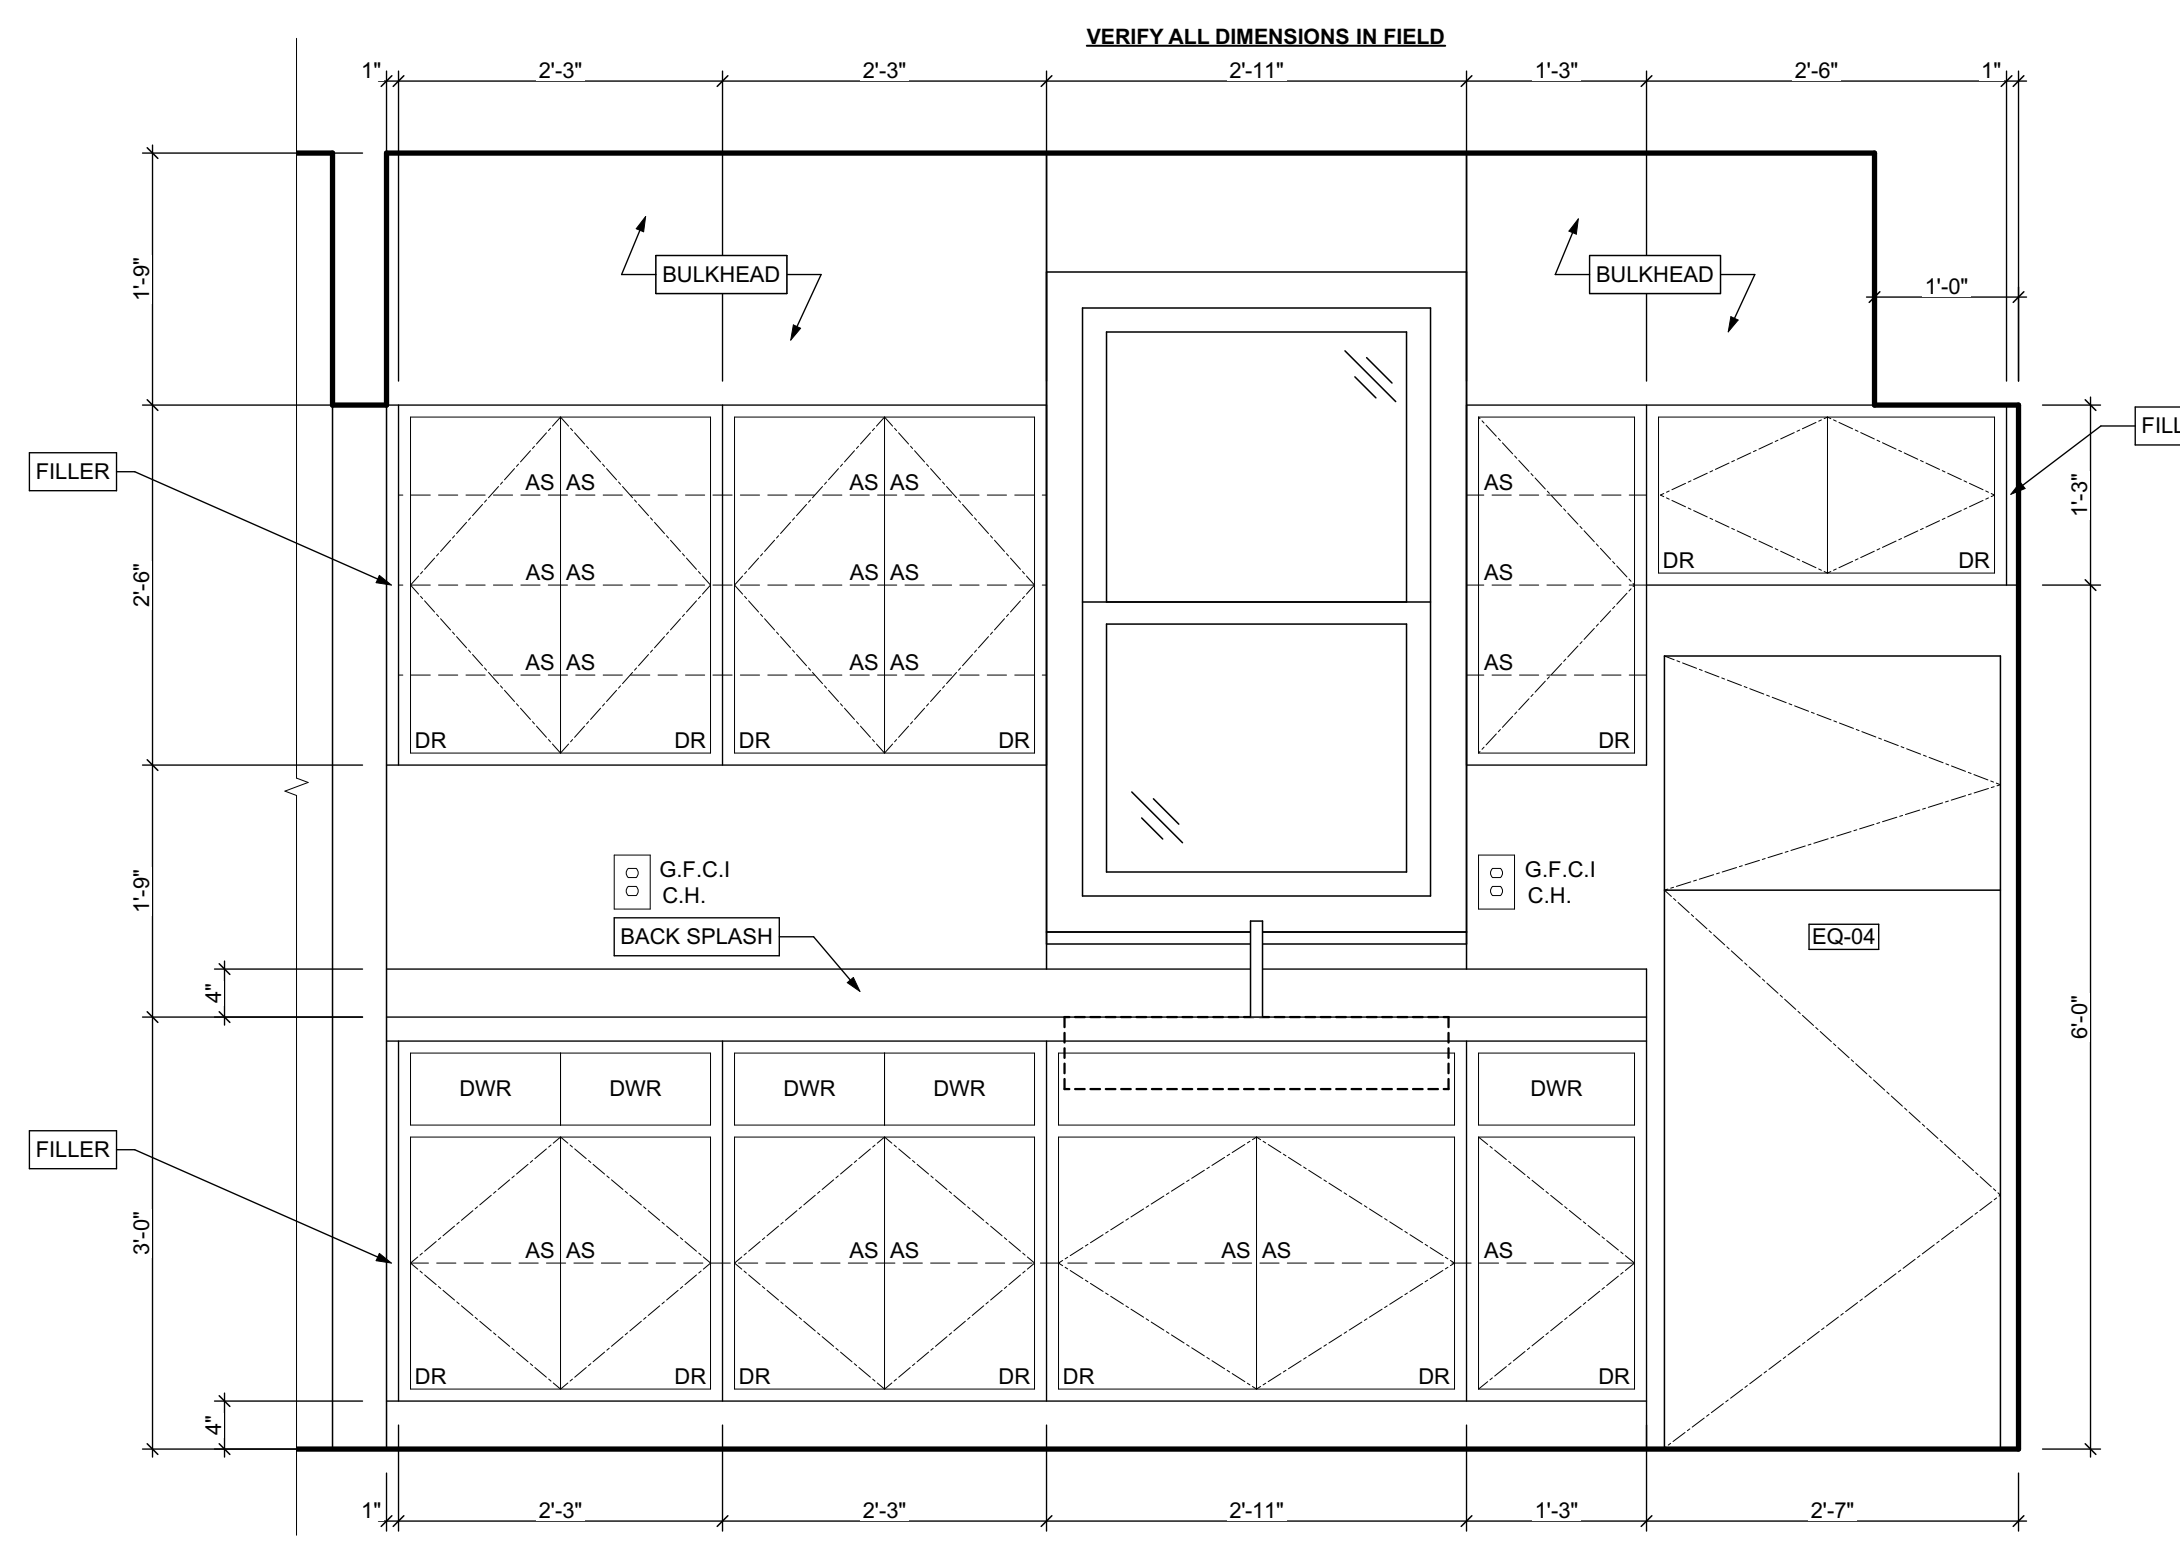 VERIFY ALL DIMENSIONS IN FIELD
1" 2'-3" 2'-3" 2'-11" 1'-3" 2'-6" 1"
1'-9"
BULKHEAD
BULKHEAD
1'-0"
FILLER
2'-6"
AS AS AS AS AS
AS AS AS AS AS
AS AS AS AS AS
DR DR DR DR DR
DR DR
FILL
1'-3"
1'-9"
G.F.C.I
C.H.
G.F.C.I
C.H.
BACK SPLASH
EQ-04
4"
6'-0"
DWR DWR DWR DWR DWR
FILLER
3'-0"
AS AS AS AS AS AS AS
DR DR DR DR DR DR DR
4"
1" 2'-3" 2'-3" 2'-11" 1'-3" 2'-7"